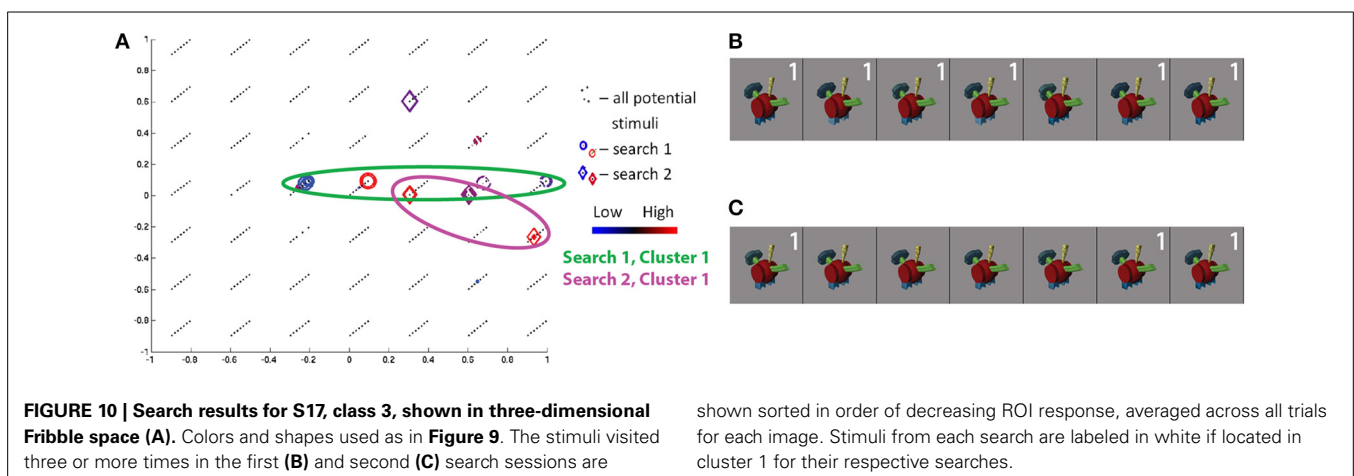 A
1
0.8
0.6
0.4
0.2
0
-0.2
-0.4
-0.6
-0.8
-1
-1 -0.8 -0.6 -0.4 -0.2 0 0.2 0.4 0.6 0.8 1
– all potential
stimuli
– search 1
– search 2
Low High
Search 1, Cluster 1
Search 2, Cluster 1
B
1 1 1 1 1 1 1
C
1 1 1
FIGURE 10 | Search results for S17, class 3, shown in three-dimensional
Fribble space (A). Colors and shapes used as in Figure 9. The stimuli visited
three or more times in the first (B) and second (C) search sessions are
shown sorted in order of decreasing ROI response, averaged across all trials
for each image. Stimuli from each search are labeled in white if located in
cluster 1 for their respective searches.